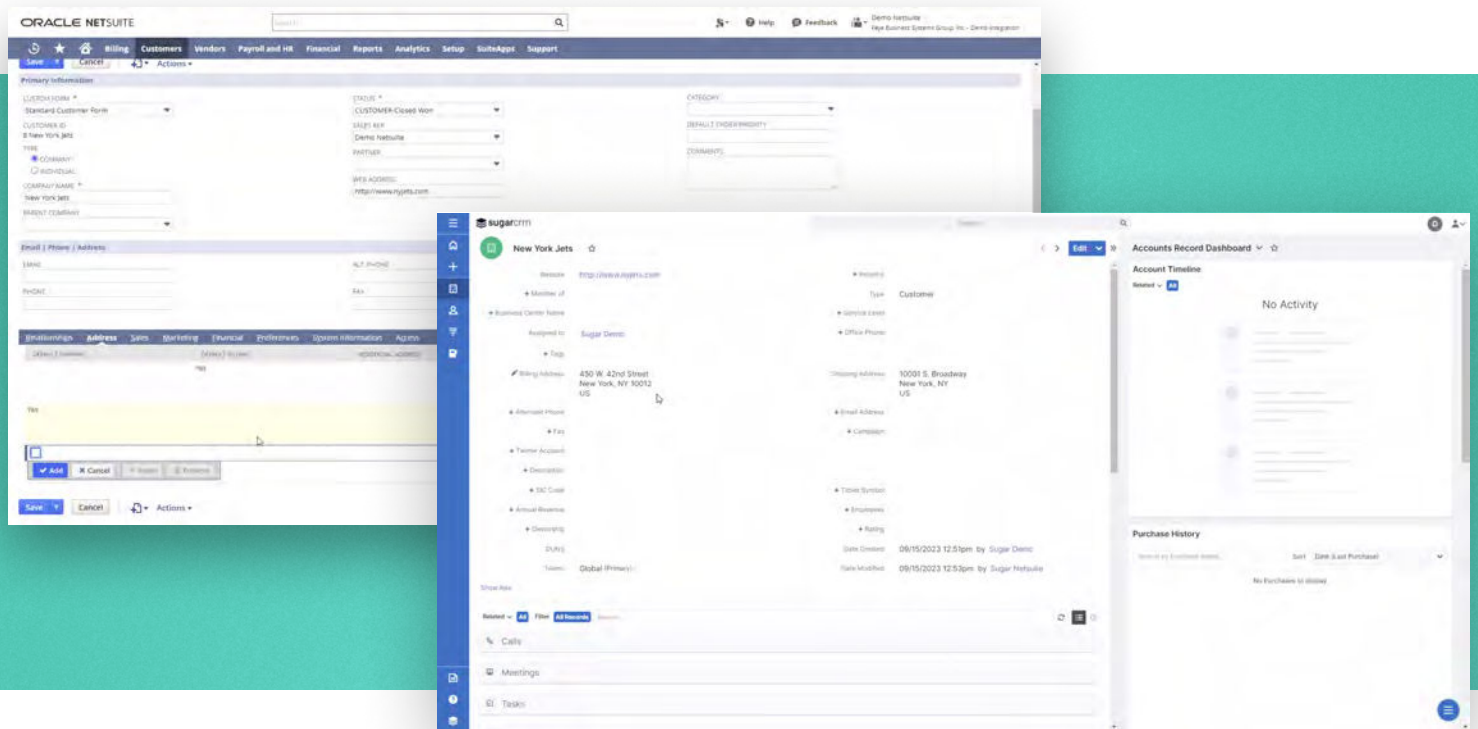 ORACLE NETSUITE
Help
Feedback
Demo Netsuite
Billing
Customers
Vendors
Payroll and HR
Financial
Reports
Analytics
Setup
SuiteApps
Support
Save
Cancel
Actions
Primary Information
CUSTOM FORM *
Standard Customer Form
CUSTOMER ID
8 New York Jets
TYPE
COMPANY
INDIVIDUAL
COMPANY NAME *
New York Jets
PARENT COMPANY
STATUS *
CUSTOMER-Closed Won
SALES REP
Demo Netsuite
PARTNER
WEB ADDRESS
http://www.nyjets.com
CATEGORY
DEFAULT ORDER PRIORITY
COMMENTS
Email | Phone | Address
EMAIL
PHONE
ALT. PHONE
FAX
Relationships
Address
Sales
Marketing
Financial
Preferences
System Information
Access
Yes
Yes
Add
Cancel
Save
Cancel
Actions
sugarcrm
New York Jets
Edit
Website
http://www.nyjets.com
Industry
Member of
Type
Customer
Business Center Name
Service Level
Assigned to
Sugar Demo
Office Phone
Tags
Billing Address
450 W. 42nd Street
New York, NY 10012
US
Shipping Address
10001 S. Broadway
New York, NY
US
Alternate Phone
Email Address
Fax
Campaign
Twitter Account
Description
SIC Code
Ticker Symbol
Annual Revenue
Employees
Ownership
Rating
DUNS
Date Created
09/15/2023 12:51pm by Sugar Demo
Teams
Global (Primary)
Date Modified
09/15/2023 12:53pm by Sugar Netsuite
Related
All
Filter
All Records
Calls
Meetings
Tasks
Accounts Record Dashboard
Account Timeline
Related
All
No Activity
Purchase History
Sort
Date (Last Purchase)